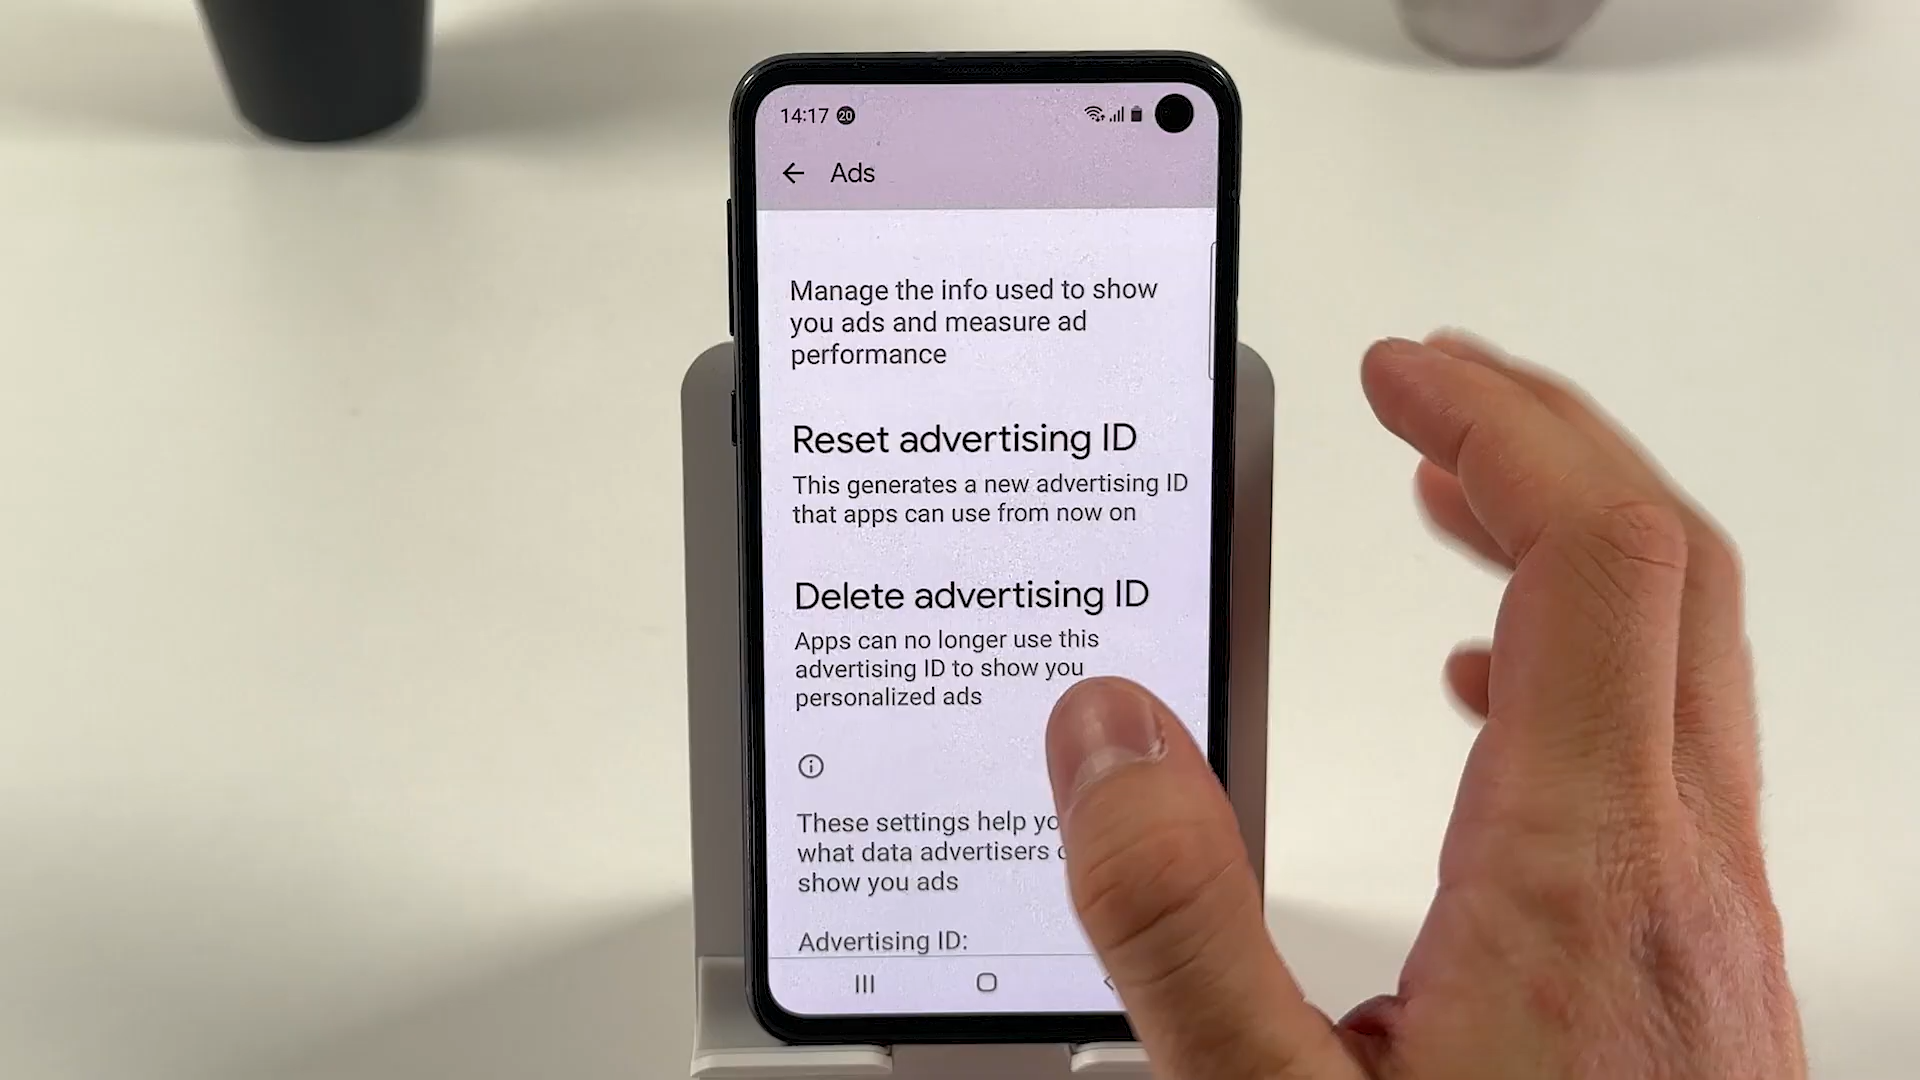 14:17 20
Ads
Manage the info used to show
you ads and measure ad
performance
Reset advertising ID
This generates a new advertising ID
that apps can use from now on
Delete advertising ID
Apps can no longer use this
advertising ID to show you
personalized ads
These settings help
what data advertisers
show you ads
Advertising ID: